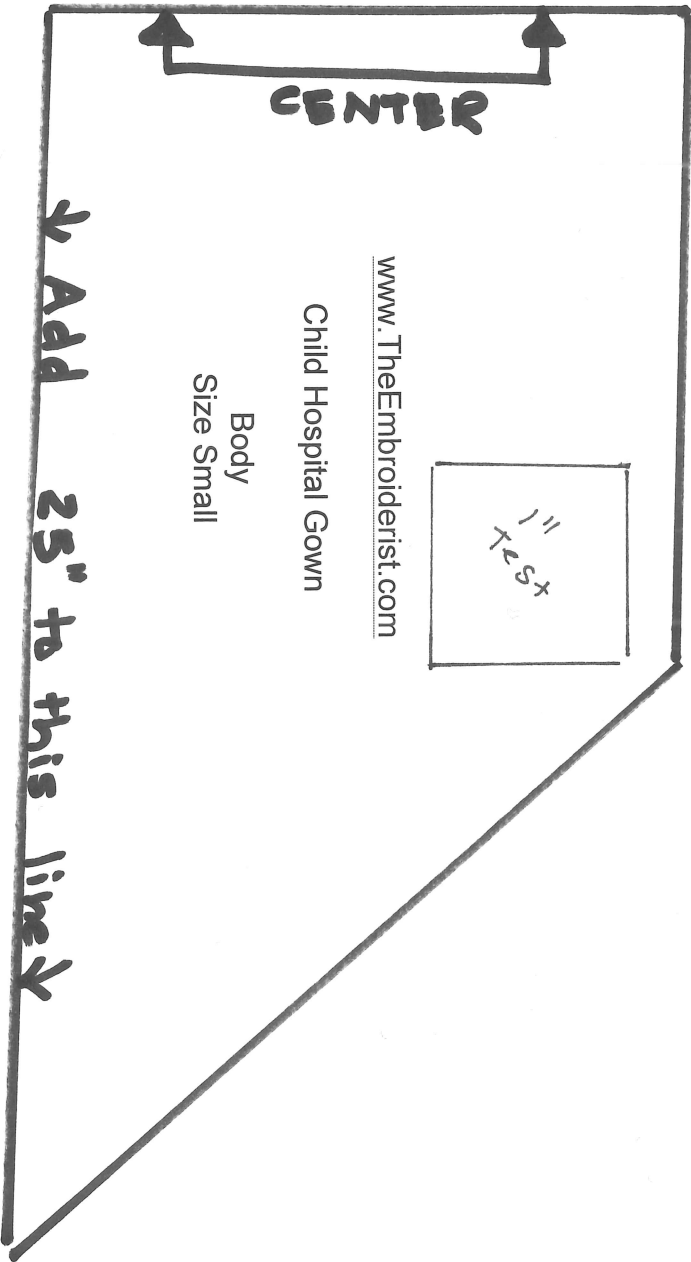 CENTER
1"
Test
www.TheEmbroiderist.com
Child Hospital Gown
Body
Size Small
↓ Add 25" to this line ↓